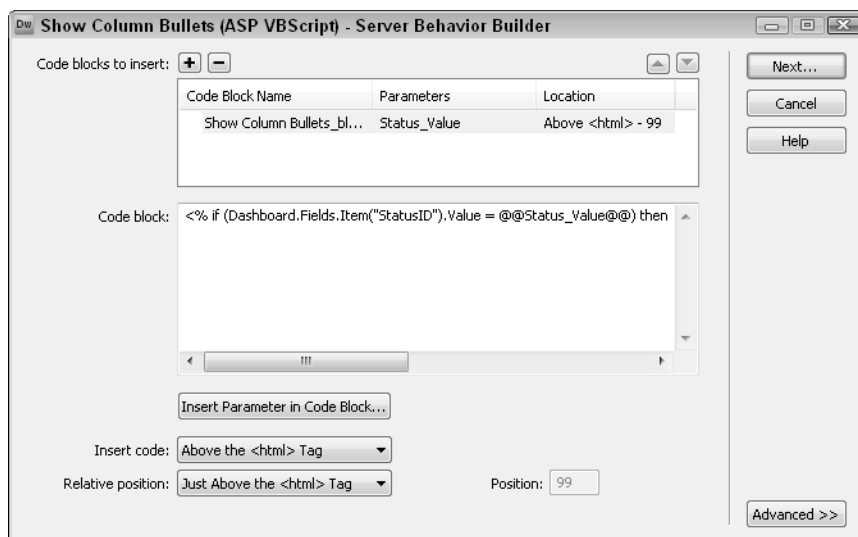 Dw Show Column Bullets (ASP VBScript) - Server Behavior Builder
Code blocks to insert:
Next...
Code Block Name Parameters Location
Cancel
Show Column Bullets_bl... Status_Value Above <html> - 99
Help
Code block: <% if (Dashboard.Fields.Item("StatusID").Value = @@Status_Value@@) then
Insert Parameter in Code Block...
Insert code: Above the <html> Tag
Relative position: Just Above the <html> Tag Position: 99
Advanced >>